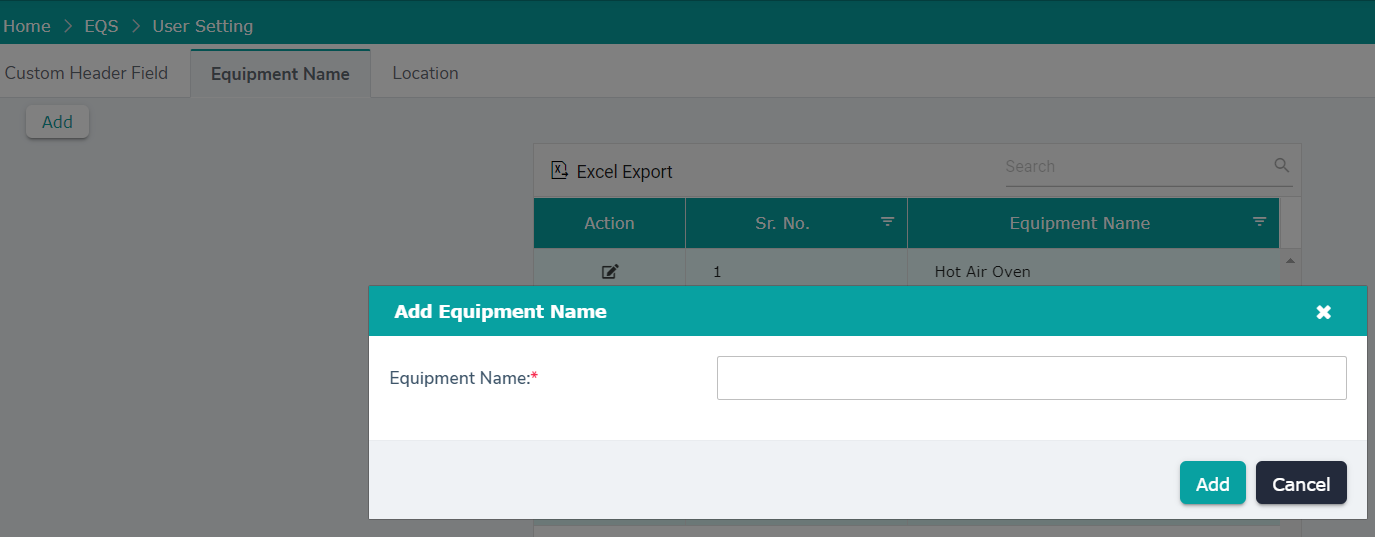 Home > EQS > User Setting
Custom Header Field Equipment Name Location
Add
Excel Export Search
Action Sr. No. Equipment Name
1 Hot Air Oven
Add Equipment Name
Equipment Name:*
Add Cancel